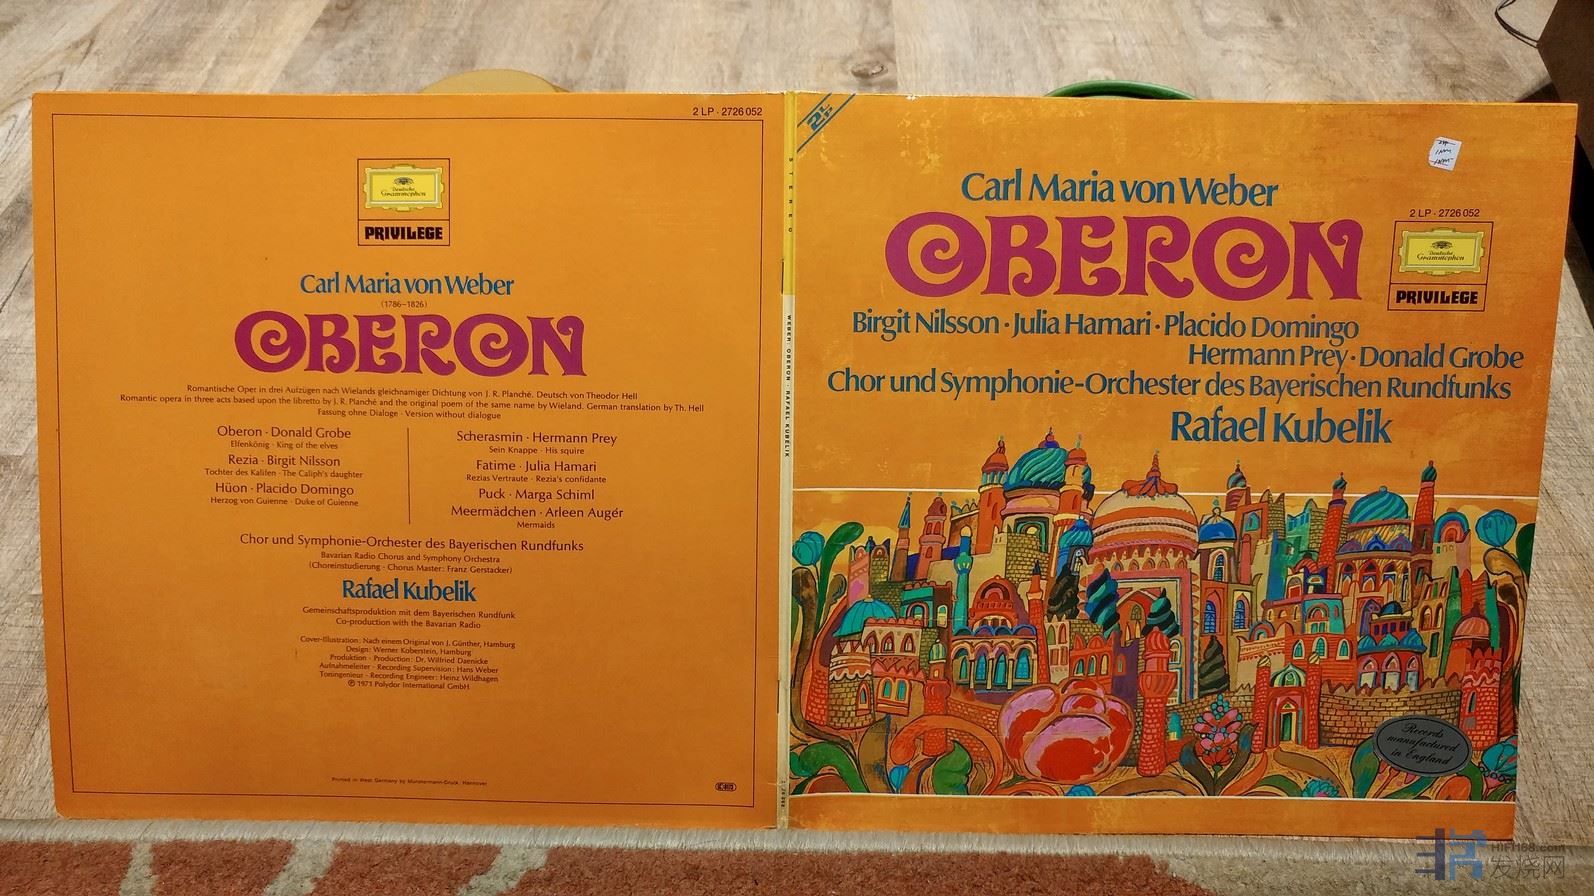 2 LP · 2726 052
Deutsche
Grammophon
PRIVILEGE
Carl Maria von Weber
(1786–1826)
OBERON
Romantische Oper in drei Aufzügen nach Wielands gleichnamiger Dichtung von J. R. Planché. Deutsch von Theodor Hell
Romantic opera in three acts based upon the libretto by J. R. Planché and the original poem of the same name by Wieland. German translation by Th. Hell
Fassung ohne Dialoge · Version without dialogue
Oberon · Donald Grobe
Elfenkönig · King of the elves
Rezia · Birgit Nilsson
Tochter des Kalifen · The Caliph's daughter
Hüon · Placido Domingo
Herzog von Guienne · Duke of Guienne
Scherasmin · Hermann Prey
Sein Knappe · His squire
Fatime · Julia Hamari
Rezias Vertraute · Rezia's confidante
Puck · Marga Schiml
Meermädchen · Arleen Augér
Mermaids
Chor und Symphonie-Orchester des Bayerischen Rundfunks
Bavarian Radio Chorus and Symphony Orchestra
(Choreinstudierung · Chorus Master: Franz Gerstacker)
Rafael Kubelik
Gemeinschaftsproduktion mit dem Bayerischen Rundfunk
Co-production with the Bavarian Radio
Cover-Illustration: Nach einem Original von J. Günther, Hamburg
Design: Werner Koberstein, Hamburg
Produktion · Production: Dr. Wilfried Daenicke
Aufnahmeleiter · Recording Supervision: Hans Weber
Toningenieur · Recording Engineer: Heinz Wildhagen
℗ 1971 Polydor International GmbH
Printed in West Germany by Münstermann-Druck, Hannover
STEREO
WEBER: OBERON · RAFAEL KUBELIK
2LP
Carl Maria von Weber
OBERON
2 LP · 2726 052
Deutsche
Grammophon
PRIVILEGE
Birgit Nilsson · Julia Hamari · Placido Domingo
Hermann Prey · Donald Grobe
Chor und Symphonie-Orchester des Bayerischen Rundfunks
Rafael Kubelik
Records
manufactured
in England
HIFI168.com
发烧网